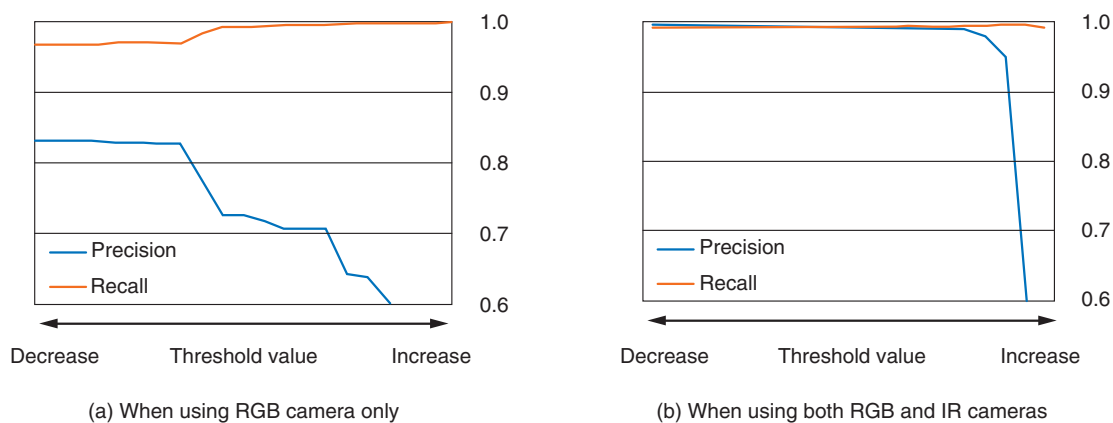 1.0
0.9
0.8
0.7
0.6
Precision
Recall
Decrease Threshold value Increase
(a) When using RGB camera only
1.0
0.9
0.8
0.7
0.6
Precision
Recall
Decrease Threshold value Increase
(b) When using both RGB and IR cameras